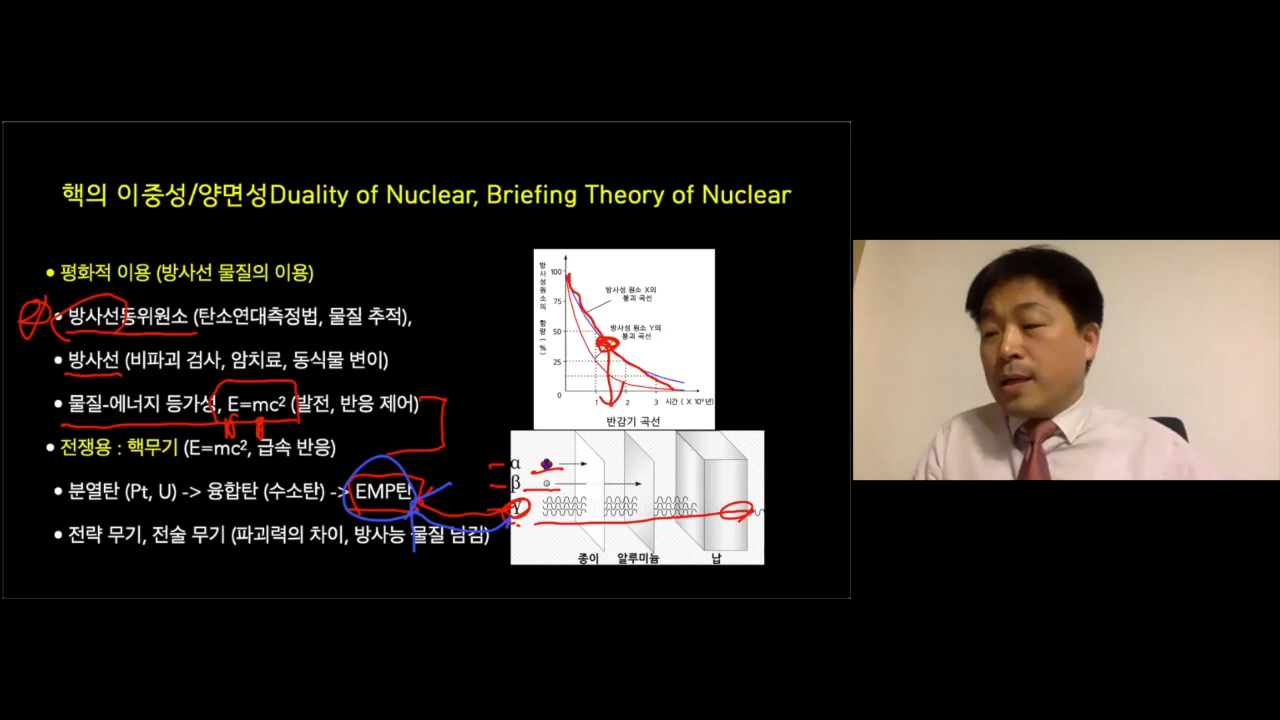 핵의 이중성/양면성Duality of Nuclear, Briefing Theory of Nuclear
• 평화적 이용 (방사선 물질의 이용)
• 방사선동위원소 (탄소연대측정법, 물질 추적),
• 방사선 (비파괴 검사, 암치료, 동식물 변이)
• 물질-에너지 등가성, E=mc² (발전, 반응 제어)
• 전쟁용 : 핵무기 (E=mc², 급속 반응)
• 분열탄 (Pt, U) -> 융합탄 (수소탄) -> EMP탄
• 전략 무기, 전술 무기 (파괴력의 차이, 방사능 물질 남김)
방사성원소의 함량(%)
100
75
50
25
0
방사성 원소 X의
붕괴 곡선
방사성 원소 Y의
붕괴 곡선
1 2 3 시간 ( X 10⁹년)
반감기 곡선
α
β
γ
종이 알루미늄 납